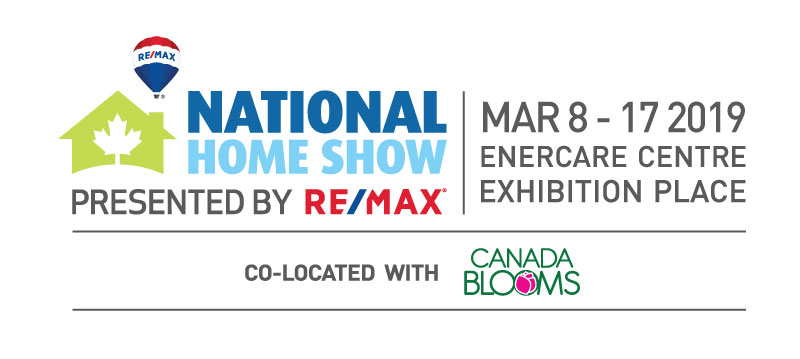 RE/MAX
NATIONAL
HOME SHOW
PRESENTED BY RE/MAX®
MAR 8 - 17 2019
ENERCARE CENTRE
EXHIBITION PLACE
CO-LOCATED WITH
CANADA
BLOOMS